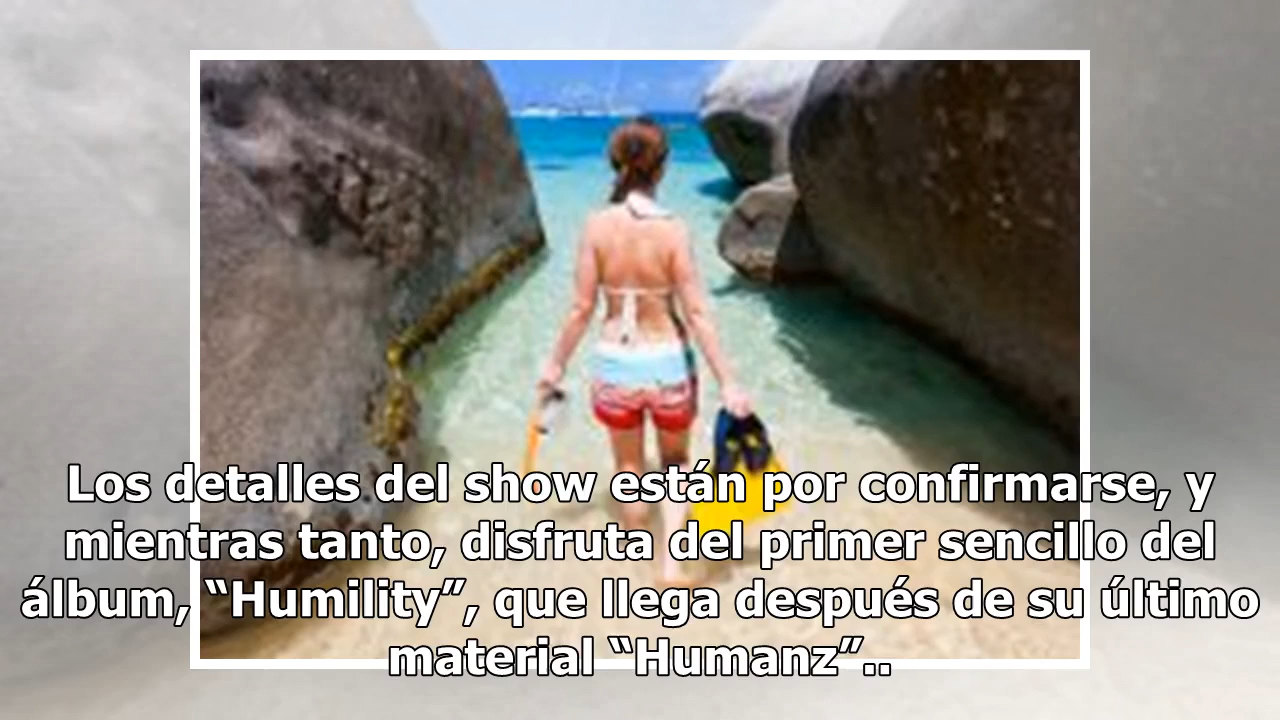 Los detalles del show están por confirmarse, y
mientras tanto, disfruta del primer sencillo del
álbum, “Humility”, que llega después de su último
material “Humanz”..